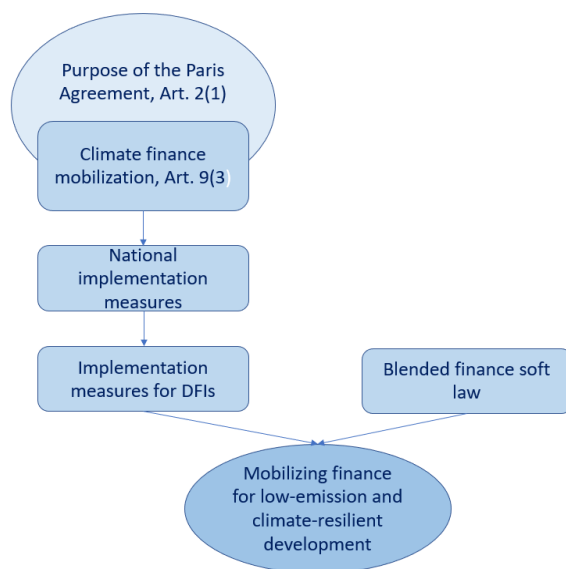 Purpose of the Paris
Agreement, Art. 2(1)
Climate finance
mobilization, Art. 9(3)
National
implementation
measures
Implementation
measures for DFIs
Blended finance soft
law
Mobilizing finance
for low-emission and
climate-resilient
development